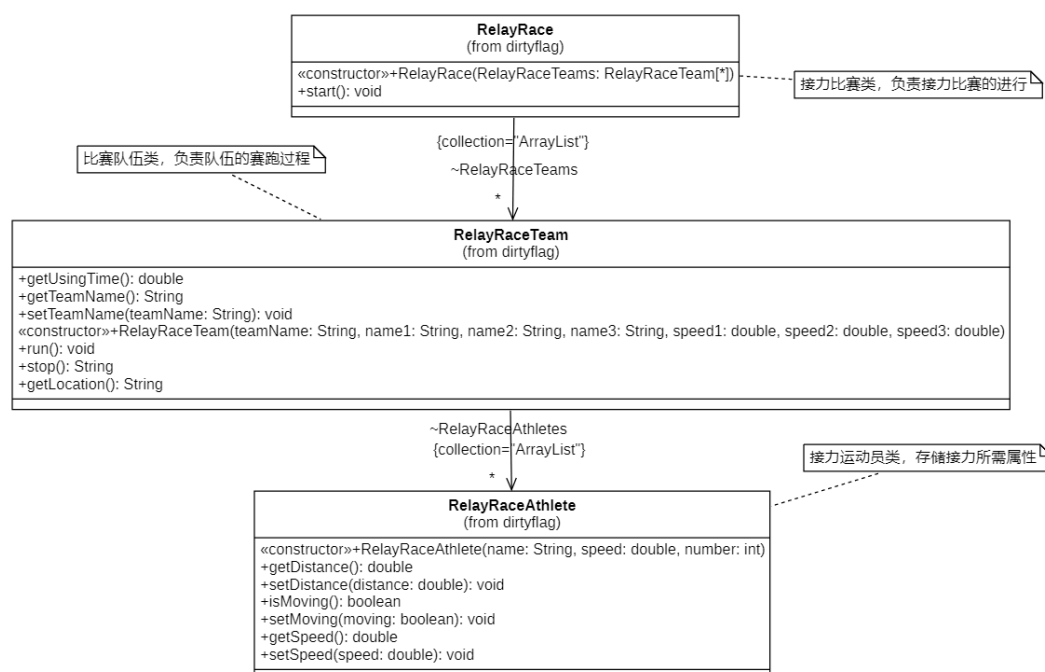 RelayRace
(from dirtyflag)
«constructor»+RelayRace(RelayRaceTeams: RelayRaceTeam[*])
+start(): void
接力比赛类，负责接力比赛的进行
{collection="ArrayList"}
~RelayRaceTeams
*
比赛队伍类，负责队伍的赛跑过程
RelayRaceTeam
(from dirtyflag)
+getUsingTime(): double
+getTeamName(): String
+setTeamName(teamName: String): void
«constructor»+RelayRaceTeam(teamName: String, name1: String, name2: String, name3: String, speed1: double, speed2: double, speed3: double)
+run(): void
+stop(): String
+getLocation(): String
~RelayRaceAthletes
{collection="ArrayList"}
*
接力运动员类，存储接力所需属性
RelayRaceAthlete
(from dirtyflag)
«constructor»+RelayRaceAthlete(name: String, speed: double, number: int)
+getDistance(): double
+setDistance(distance: double): void
+isMoving(): boolean
+setMoving(moving: boolean): void
+getSpeed(): double
+setSpeed(speed: double): void